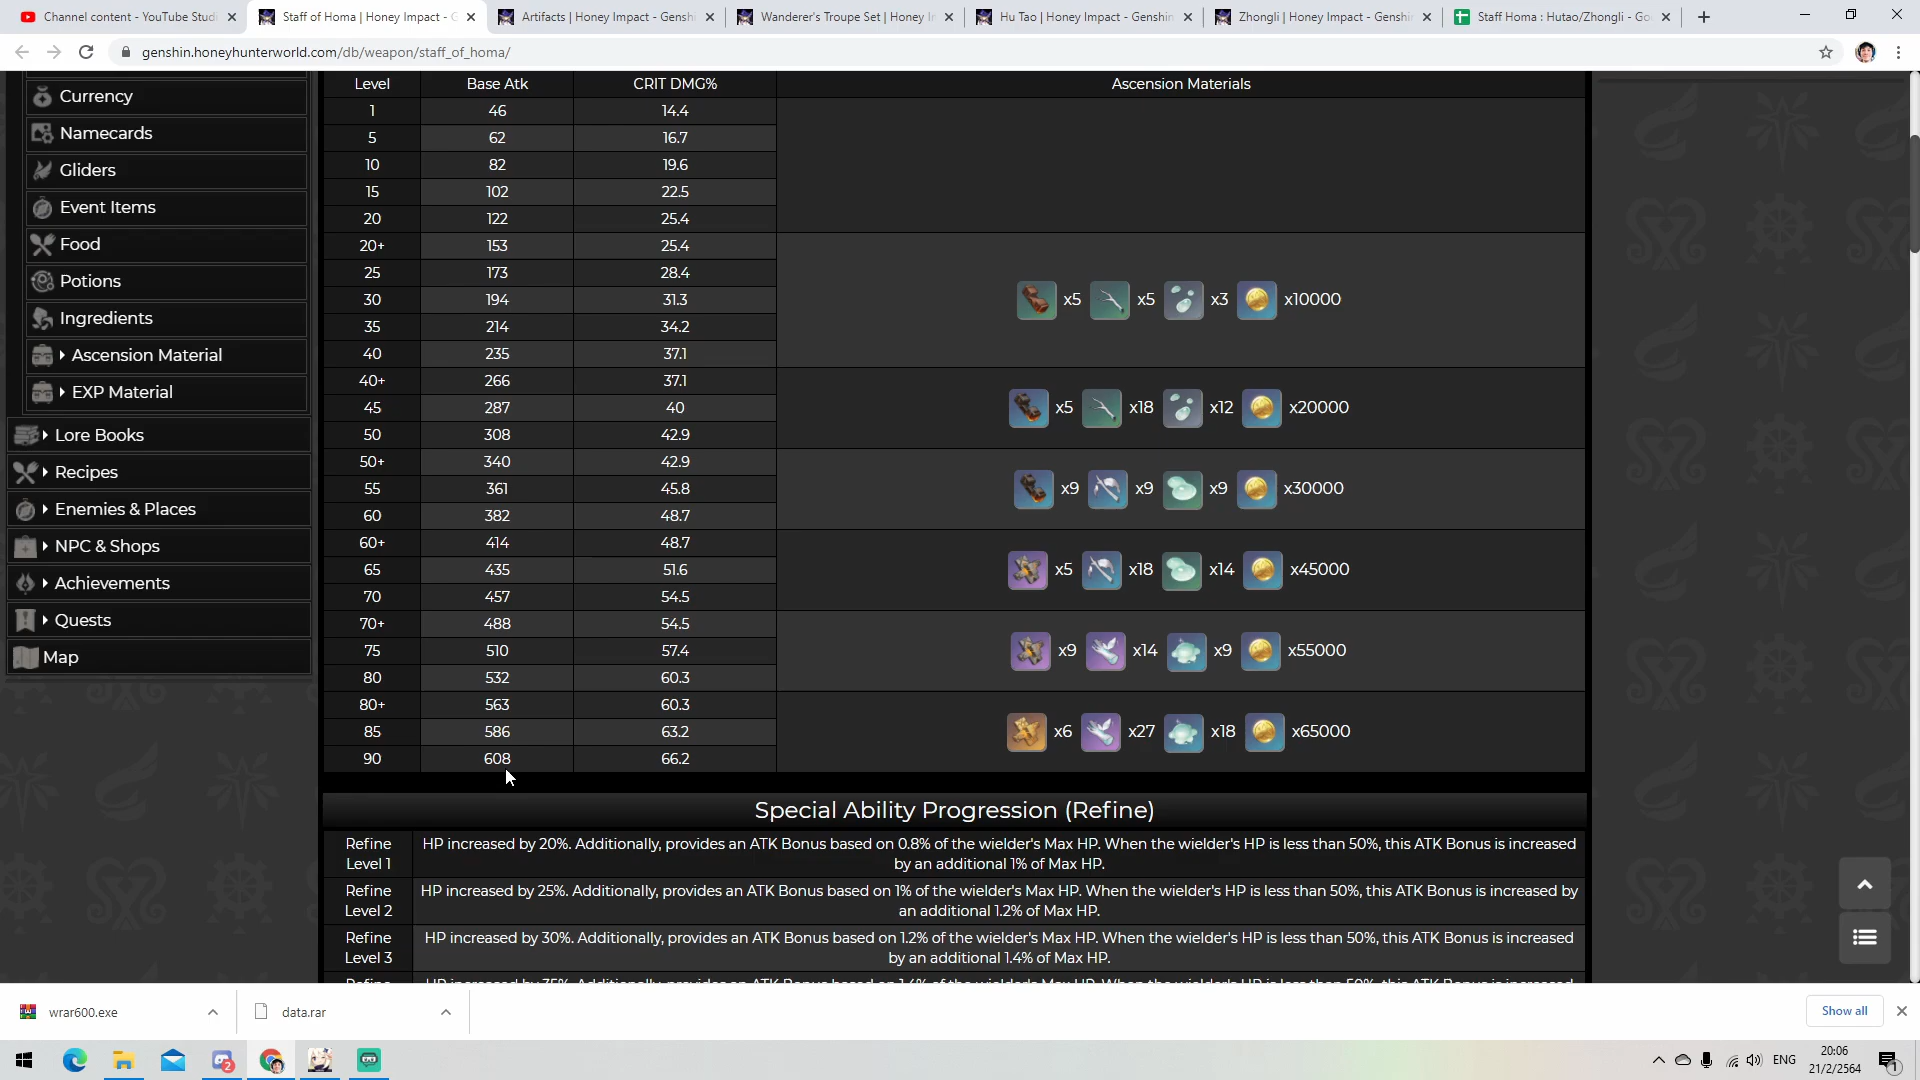 Channel content - YouTube Studi
Staff of Homa | Honey Impact - G
Artifacts | Honey Impact - Gensh
Wanderer's Troupe Set | Honey I
Hu Tao | Honey Impact - Genshin
Zhongli | Honey Impact - Genshi
Staff Homa : Hutao/Zhongli - Go
genshin.honeyhunterworld.com/db/weapon/staff_of_homa/
Currency
Namecards
Gliders
Event Items
Food
Potions
Ingredients
Ascension Material
EXP Material
Lore Books
Recipes
Enemies & Places
NPC & Shops
Achievements
Quests
Map
Level Base Atk CRIT DMG% Ascension Materials
1 46 14.4
5 62 16.7
10 82 19.6
15 102 22.5
20 122 25.4
20+ 153 25.4
25 173 28.4
30 194 31.3 x5 x5 x3 x10000
35 214 34.2
40 235 37.1
40+ 266 37.1
45 287 40 x5 x18 x12 x20000
50 308 42.9
50+ 340 42.9
55 361 45.8 x9 x9 x9 x30000
60 382 48.7
60+ 414 48.7
65 435 51.6 x5 x18 x14 x45000
70 457 54.5
70+ 488 54.5
75 510 57.4 x9 x14 x9 x55000
80 532 60.3
80+ 563 60.3
85 586 63.2 x6 x27 x18 x65000
90 608 66.2
Special Ability Progression (Refine)
Refine Level 1
HP increased by 20%. Additionally, provides an ATK Bonus based on 0.8% of the wielder's Max HP. When the wielder's HP is less than 50%, this ATK Bonus is increased
by an additional 1% of Max HP.
Refine Level 2
HP increased by 25%. Additionally, provides an ATK Bonus based on 1% of the wielder's Max HP. When the wielder's HP is less than 50%, this ATK Bonus is increased by
an additional 1.2% of Max HP.
Refine Level 3
HP increased by 30%. Additionally, provides an ATK Bonus based on 1.2% of the wielder's Max HP. When the wielder's HP is less than 50%, this ATK Bonus is increased
by an additional 1.4% of Max HP.
wrar600.exe
data.rar
Show all
2
ENG
20:06
21/2/2564
1